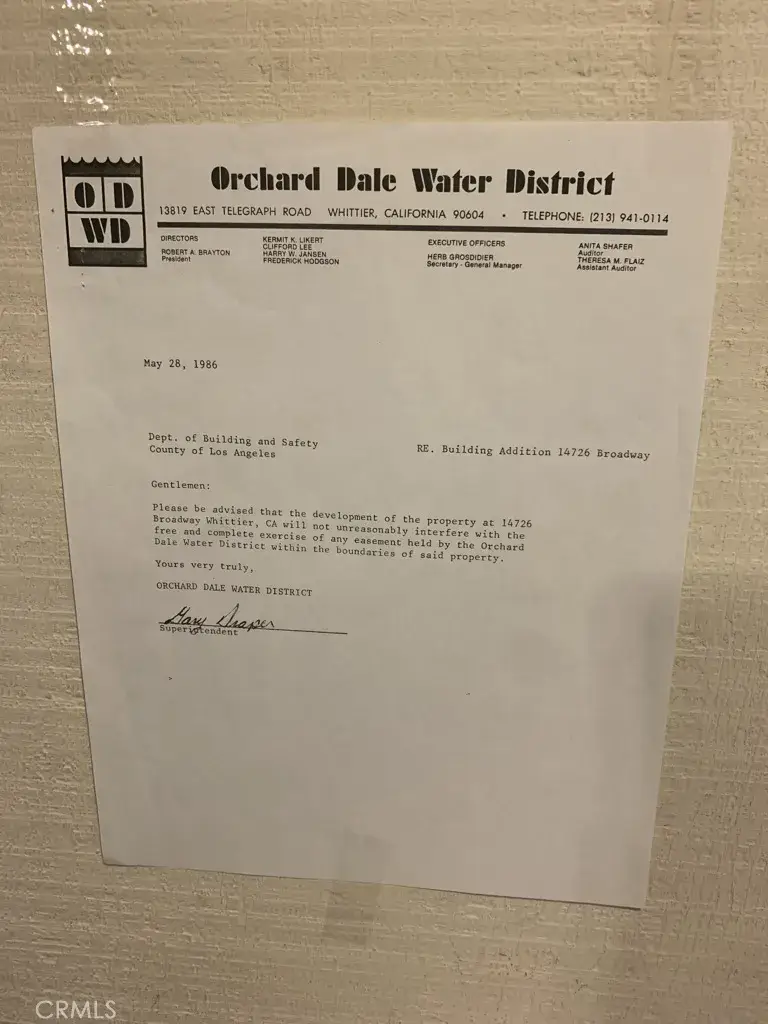 O D
WD
Orchard Dale Water District
13819 EAST TELEGRAPH ROAD WHITTIER, CALIFORNIA 90604 • TELEPHONE: (213) 941-0114
DIRECTORS
ROBERT A. BRAYTON
President
KERMIT K. LIKERT
CLIFFORD LEE
HARRY W. JANSEN
FREDERICK HODGSON
EXECUTIVE OFFICERS
HERB GROSDIDIER
Secretary - General Manager
ANITA SHAFER
Auditor
THERESA M. FLAIZ
Assistant Auditor
May 28, 1986
Dept. of Building and Safety
County of Los Angeles
RE. Building Addition 14726 Broadway
Gentlemen:
Please be advised that the development of the property at 14726
Broadway Whittier, CA will not unreasonably interfere with the
free and complete exercise of any easement held by the Orchard
Dale Water District within the boundaries of said property.
Yours very truly,
ORCHARD DALE WATER DISTRICT
Gary Draper
Superintendent
CRMLS